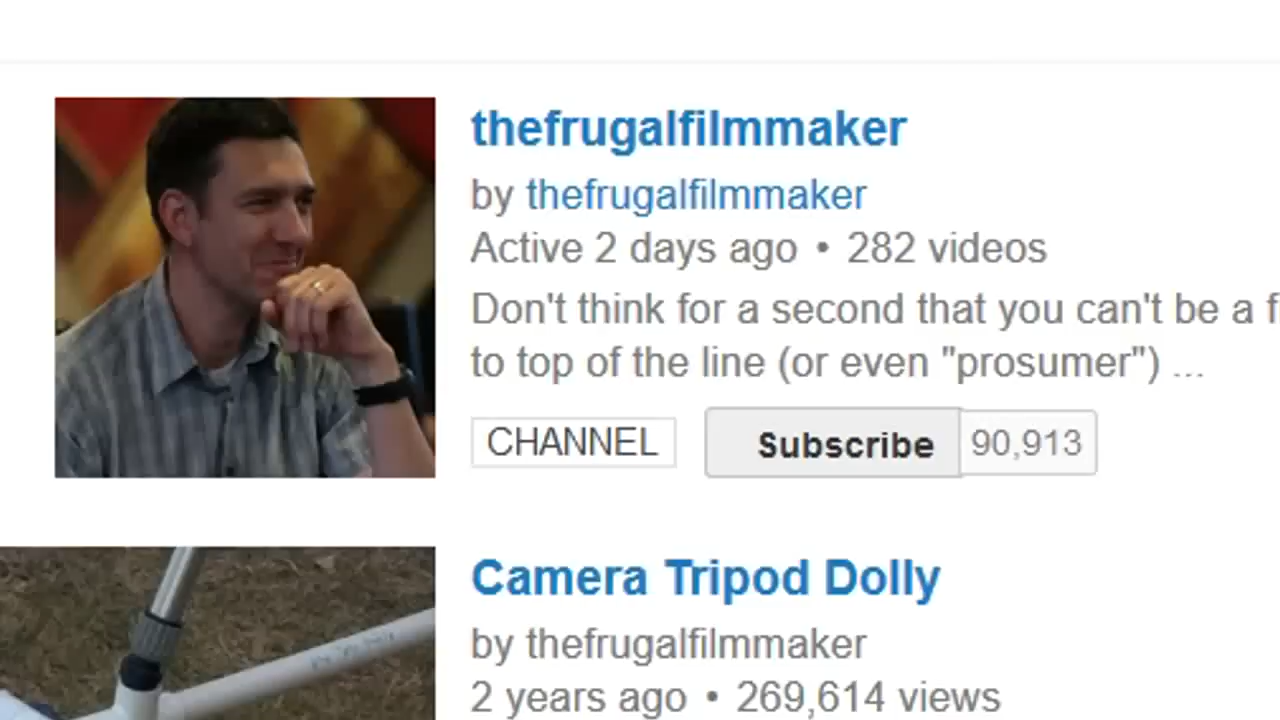 thefrugalfilmmaker
by thefrugalfilmmaker
Active 2 days ago • 282 videos
Don't think for a second that you can't be a
to top of the line (or even "prosumer") ...
CHANNEL Subscribe 90,913
Camera Tripod Dolly
by thefrugalfilmmaker
2 years ago • 269,614 views